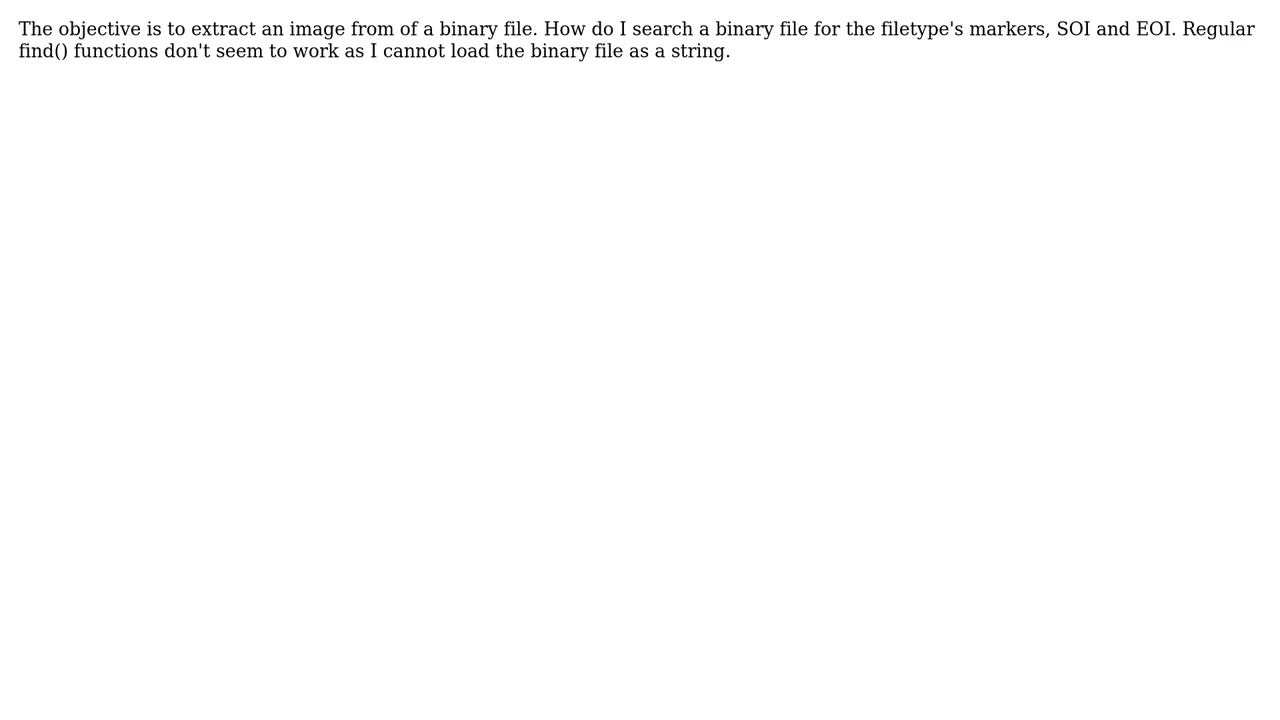 The objective is to extract an image from of a binary file. How do I search a binary file for the filetype's markers, SOI and EOI. Regular
find() functions don't seem to work as I cannot load the binary file as a string.